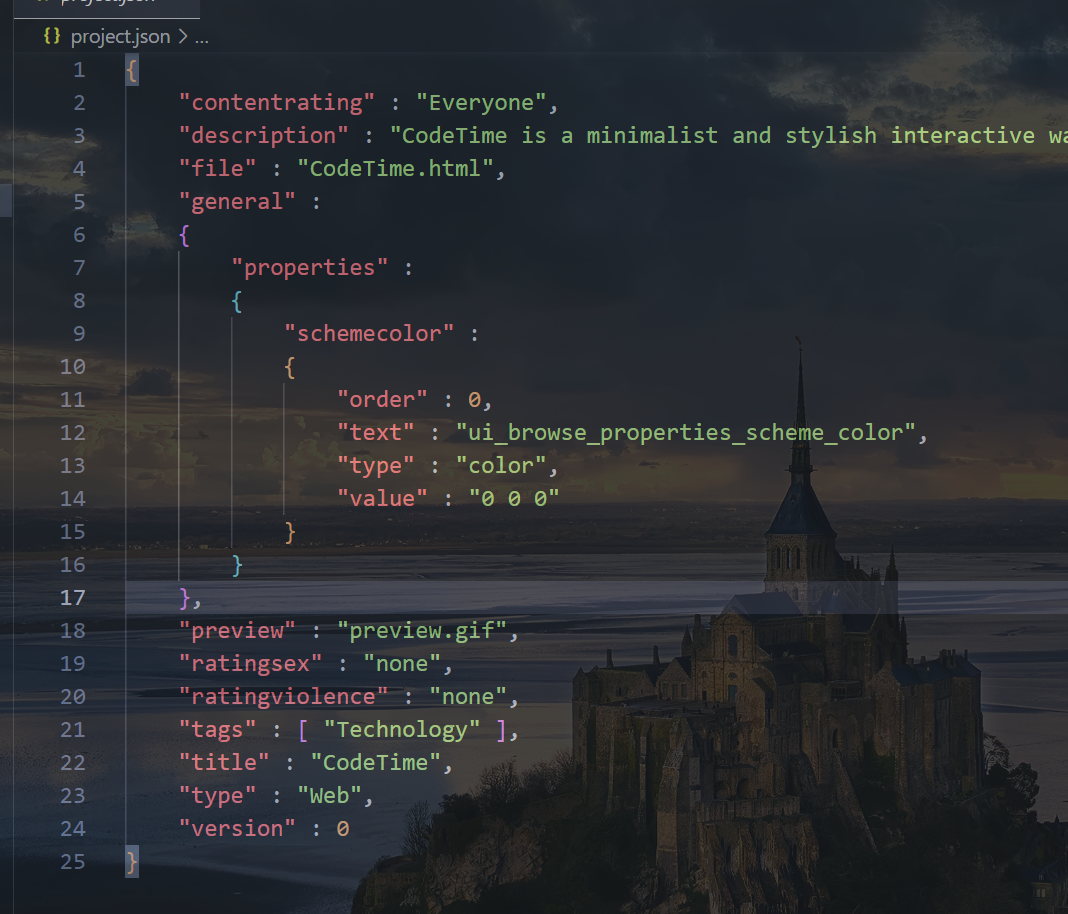 project.json
{} project.json > ...
1 {
2 "contentrating" : "Everyone",
3 "description" : "CodeTime is a minimalist and stylish interactive
4 "file" : "CodeTime.html",
5 "general" :
6 {
7 "properties" :
8 {
9 "schemecolor" :
10 {
11 "order" : 0,
12 "text" : "ui_browse_properties_scheme_color",
13 "type" : "color",
14 "value" : "0 0 0"
15 }
16 }
17 },
18 "preview" : "preview.gif",
19 "ratingsex" : "none",
20 "ratingviolence" : "none",
21 "tags" : [ "Technology" ],
22 "title" : "CodeTime",
23 "type" : "Web",
24 "version" : 0
25 }